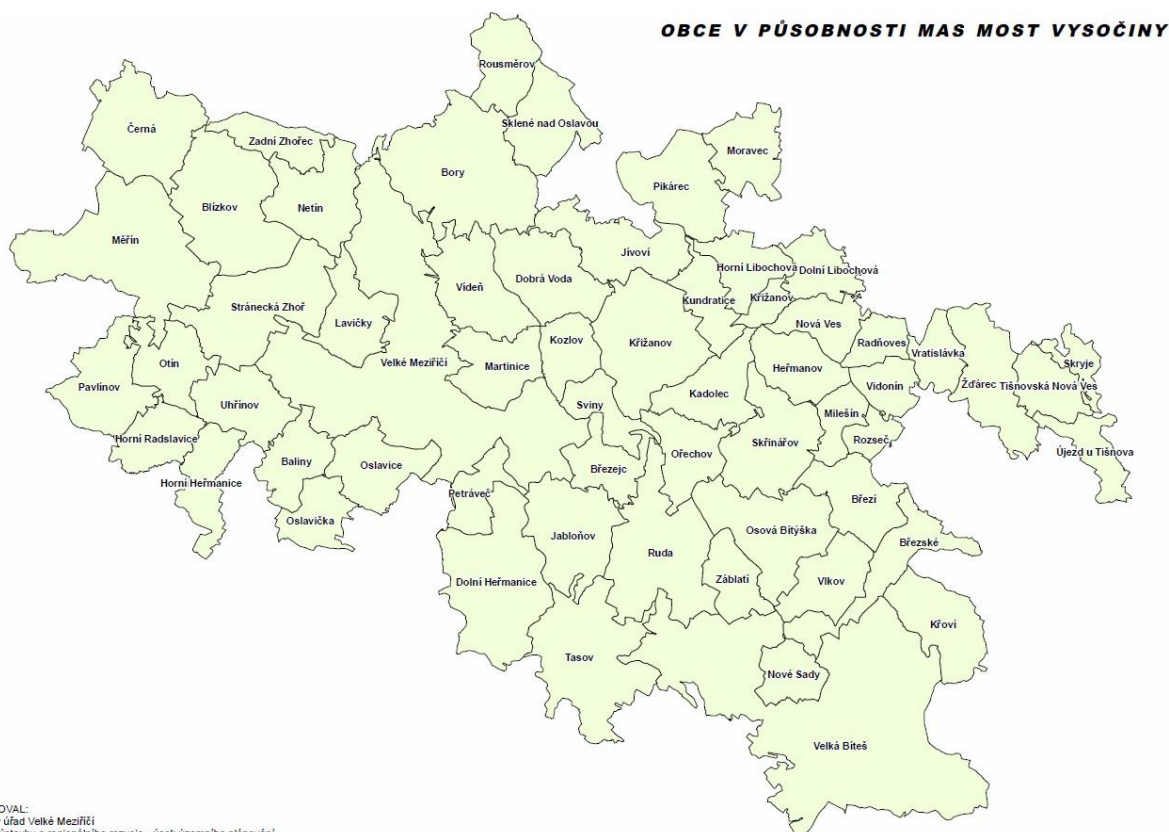 OBCE V PŮSOBNOSTI MAS MOST VYSOČINY
Rousměrov
Sklené nad Oslavou
Černá
Zadní Zhořec
Moravec
Bory
Pikárec
Blízkov
Netín
Měřín
Jívoví
Horní Libochová
Dolní Libochová
Dobrá Voda
Vídeň
Křižanov
Kundratice
Stránecká Zhoř
Lavičky
Nová Ves
Kozlov
Křižanov
Radňoves
Vratislávka
Otín
Velké Meziříčí
Martinice
Heřmanov
Skryje
Pavlínov
Žďárec
Tišnovská Nová Ves
Vidonín
Kadolec
Uhřínov
Sviny
Milešín
Horní Radslavice
Rozseč
Skřinářov
Újezd u Tišnova
Baliny
Oslavice
Ořechov
Březejc
Horní Heřmanice
Petráveč
Březí
Oslavička
Osová Bítýška
Jabloňov
Březské
Ruda
Záblatí
Vlkov
Dolní Heřmanice
Křoví
Tasov
Nové Sady
Velká Bíteš
OVAL:
úřad Velké Meziříčí